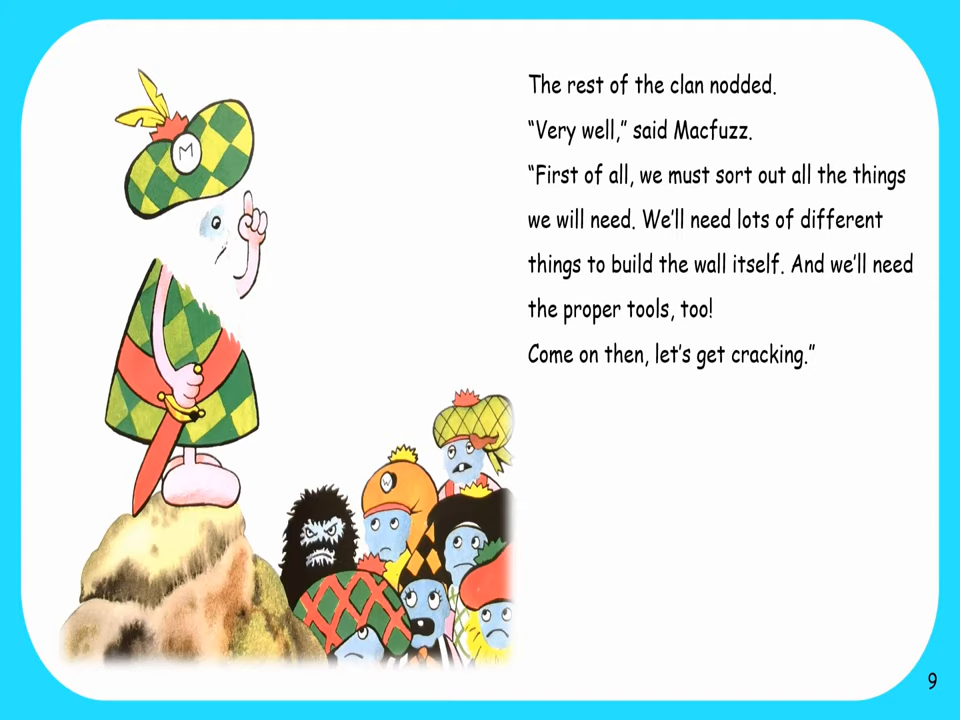 M
The rest of the clan nodded.
“Very well,” said Macfuzz.
“First of all, we must sort out all the things
we will need. We’ll need lots of different
things to build the wall itself. And we’ll need
the proper tools, too!
Come on then, let’s get cracking.”
W
9